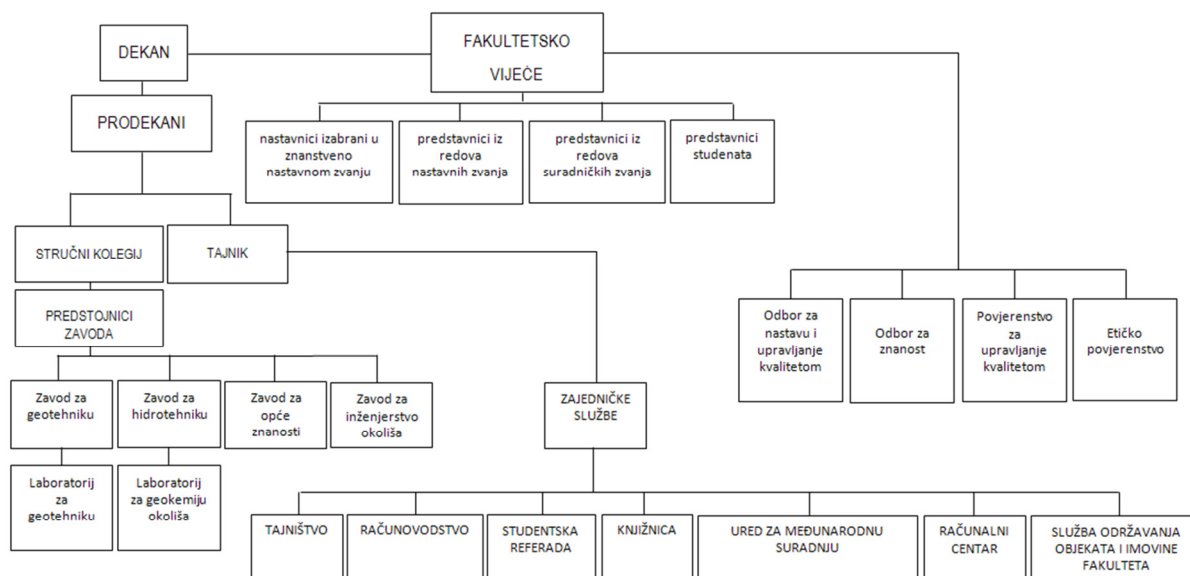 DEKAN
FAKULTETSKO
VIJEĆE
PRODEKANI
nastavnici izabrani u
znanstveno
nastavnom zvanju
predstavnici iz
redova
nastavnih zvanja
predstavnici iz
redova
suradničkih zvanja
predstavnici
studenata
STRUČNI KOLEGIJ
TAJNIK
PREDSTOJNICI
ZAVODA
Odbor za
nastavu i
upravljanje
kvalitetom
Odbor za
znanost
Povjerenstvo
za
upravljanje
kvalitetom
Etičko
povjerenstvo
Zavod za
geotehniku
Zavod za
hidrotehniku
Zavod za
opće
znanosti
Zavod za
inženjerstvo
okoliša
ZAJEDNIČKE
SLUŽBE
Laboratorij
za
geotehniku
Laboratorij
za geokemiju
okoliša
TAJNIŠTVO
RAČUNOVODSTVO
STUDENTSKA
REFERADA
KNJIŽNICA
URED ZA MEĐUNARODNU
SURADNJU
RAČUNALNI
CENTAR
SLUŽBA ODRŽAVANJA
OBJEKATA I IMOVINE
FAKULTETA